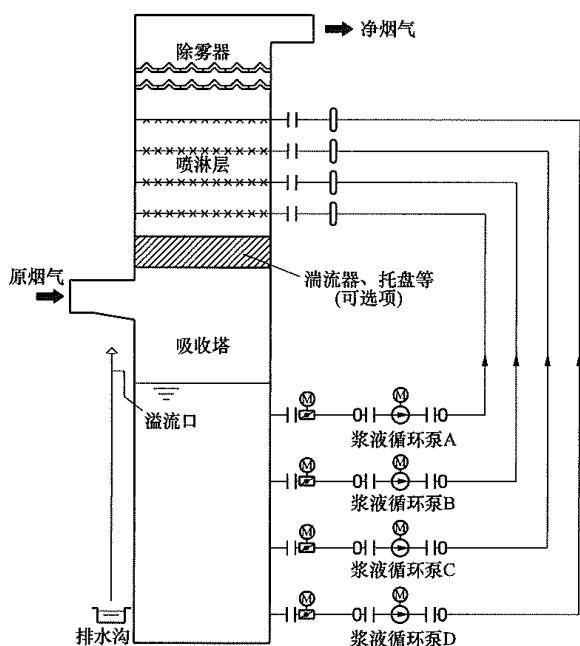 净烟气
除雾器
喷淋层
原烟气
湍流器、托盘等
(可选项)
吸收塔
溢流口
M
M
浆液循环泵A
M
M
浆液循环泵B
M
M
浆液循环泵C
M
M
排水沟
浆液循环泵D